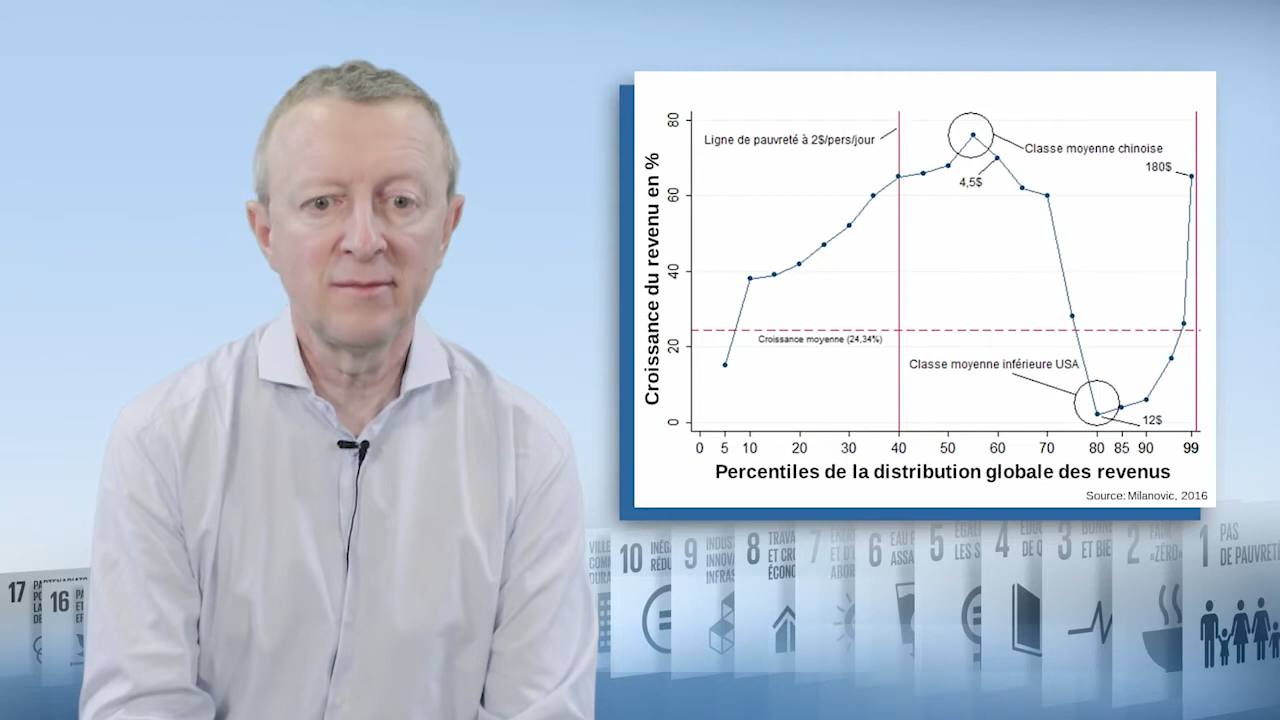 Ligne de pauvreté à 2$/pers/jour
Classe moyenne chinoise
180$
4,5$
Croissance moyenne (24,34%)
Classe moyenne inférieure USA
12$
Croissance du revenu en %
80
60
40
20
0
0 5 10 20 30 40 50 60 70 80 85 90 99
Percentiles de la distribution globale des revenus
Source: Milanovic, 2016
17
16
10
9
8
7
6
5
4
3
2
1 PAS
DE PAUVRETÉ
«ZÉRO»